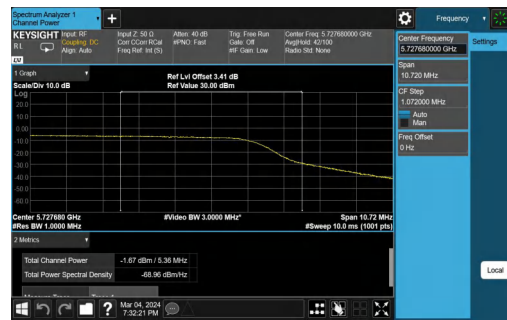 Spectrum Analyzer 1
Channel Power
Frequency
KEYSIGHT
Input: RF
Coupling: DC
Align: Auto
Input Z: 50 Ω
Corr CCorr RCal
Freq Ref: Int (S)
Atten: 40 dB
#PNO: Fast
Trig: Free Run
Gate: Off
#IF Gain: Low
Center Freq: 5.727680000 GHz
Avg|Hold: 42/100
Radio Std: None
RL
LXI
1 Graph
Scale/Div 10.0 dB
Ref Lvl Offset 3.41 dB
Ref Value 30.00 dBm
Log
20.0
10.0
0.00
-10.0
-20.0
-30.0
-40.0
-50.0
-60.0
Center 5.727680 GHz
#Res BW 1.0000 MHz
#Video BW 3.0000 MHz*
Span 10.72 MHz
#Sweep 10.0 ms (1001 pts)
2 Metrics
Total Channel Power
-1.67 dBm / 5.36 MHz
Total Power Spectral Density
-68.96 dBm/Hz
Mar 04, 2024
7:32:21 PM
Center Frequency
5.727680000 GHz
Settings
Span
10.720 MHz
CF Step
1.072000 MHz
Auto
Man
Freq Offset
0 Hz
Local